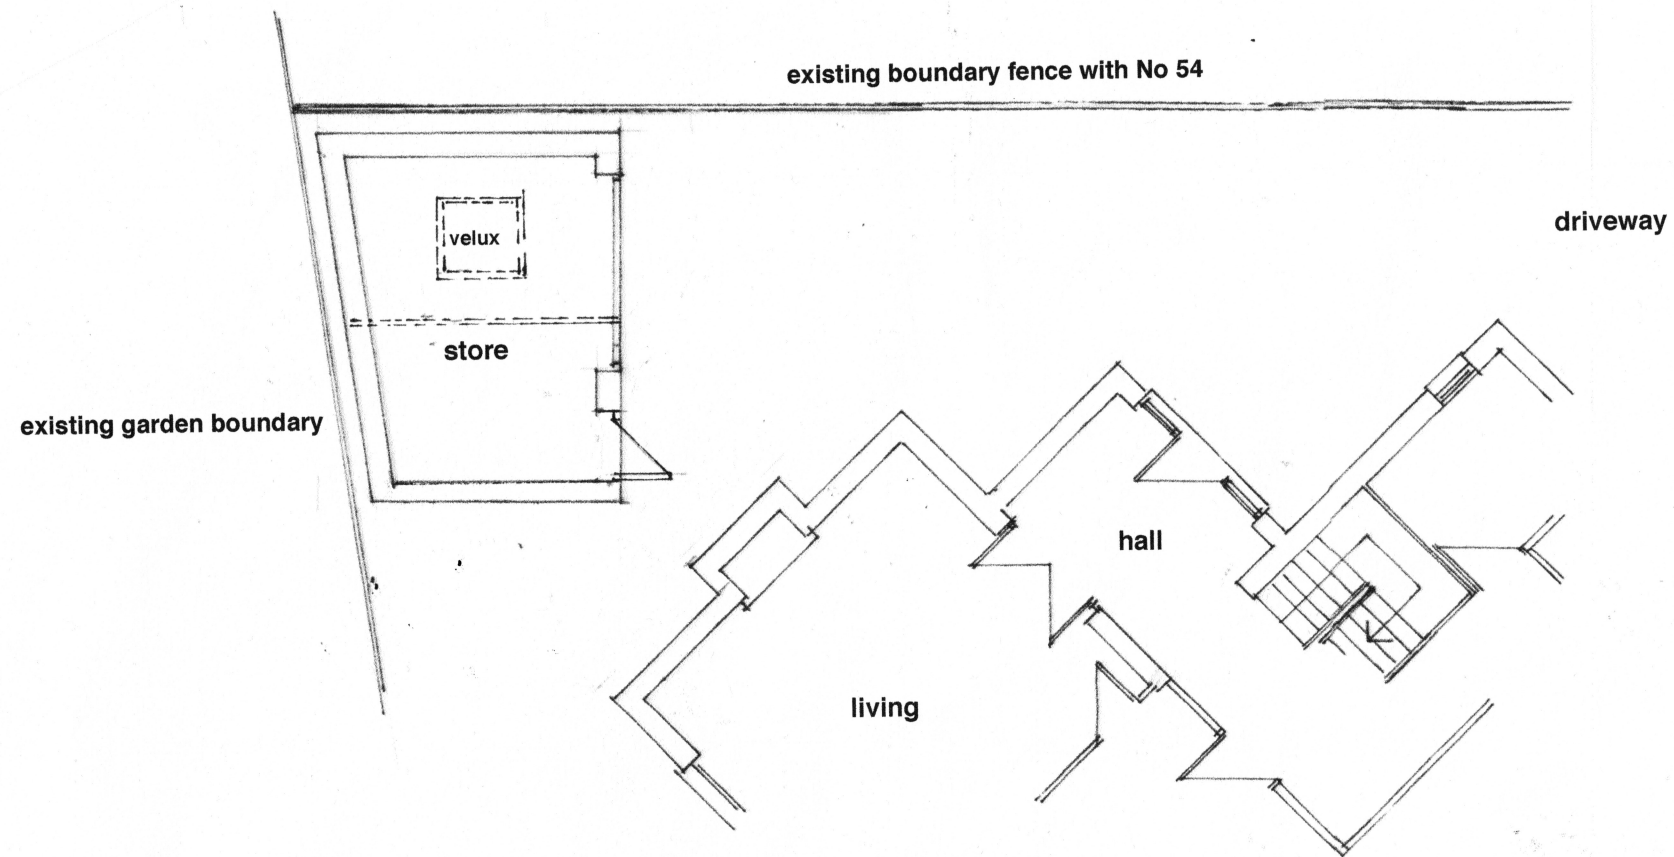 existing boundary fence with No 54
driveway
velux
store
existing garden boundary
hall
living